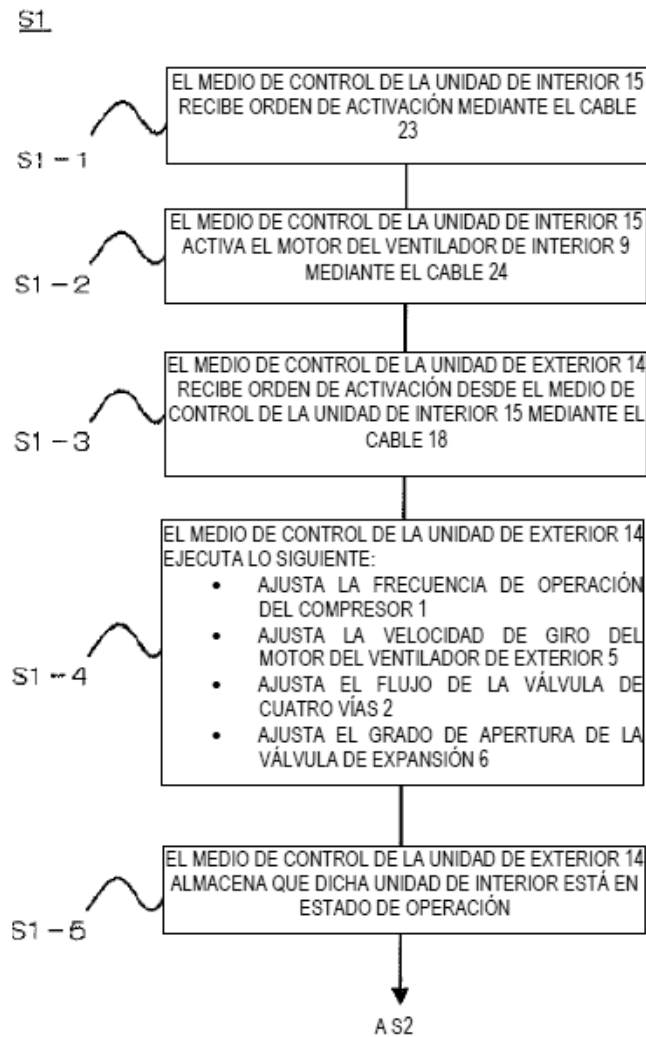 S1
EL MEDIO DE CONTROL DE LA UNIDAD DE INTERIOR 15
RECIBE ORDEN DE ACTIVACIÓN MEDIANTE EL CABLE
23
S1-1
EL MEDIO DE CONTROL DE LA UNIDAD DE INTERIOR 15
ACTIVA EL MOTOR DEL VENTILADOR DE INTERIOR 9
MEDIANTE EL CABLE 24
S1-2
EL MEDIO DE CONTROL DE LA UNIDAD DE EXTERIOR 14
RECIBE ORDEN DE ACTIVACIÓN DESDE EL MEDIO DE
CONTROL DE LA UNIDAD DE INTERIOR 15 MEDIANTE EL
CABLE 18
S1-3
EL MEDIO DE CONTROL DE LA UNIDAD DE EXTERIOR 14
EJECUTA LO SIGUIENTE:
• AJUSTA LA FRECUENCIA DE OPERACIÓN
DEL COMPRESOR 1
• AJUSTA LA VELOCIDAD DE GIRO DEL
MOTOR DEL VENTILADOR DE EXTERIOR 5
• AJUSTA EL FLUJO DE LA VÁLVULA DE
CUATRO VÍAS 2
• AJUSTA EL GRADO DE APERTURA DE LA
VÁLVULA DE EXPANSIÓN 6
S1-4
EL MEDIO DE CONTROL DE LA UNIDAD DE EXTERIOR 14
ALMACENA QUE DICHA UNIDAD DE INTERIOR ESTÁ EN
ESTADO DE OPERACIÓN
S1-5
A S2